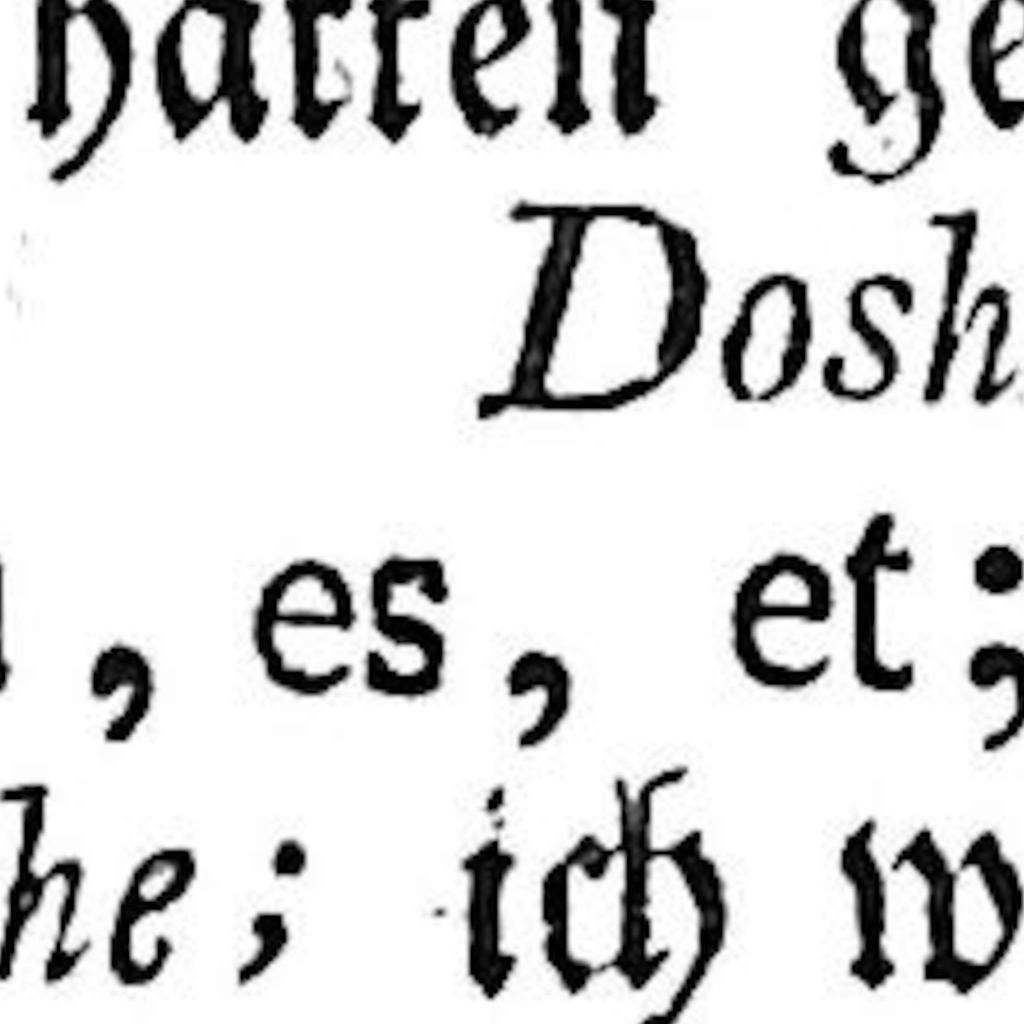 hatten ge
Dosh
, es, et;
he; ich w